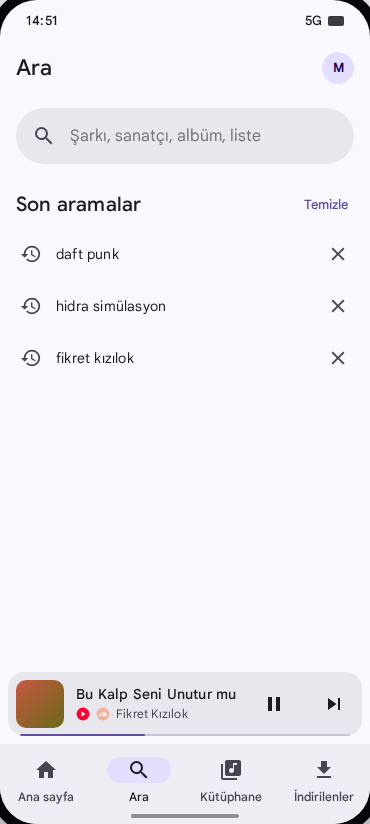 14:51
5G
Ara
M
Şarkı, sanatçı, albüm, liste
Son aramalar
Temizle
daft punk
hidra simülasyon
fikret kızılok
Bu Kalp Seni Unutur mu
Fikret Kızılok
Ana sayfa
Ara
Kütüphane
İndirilenler